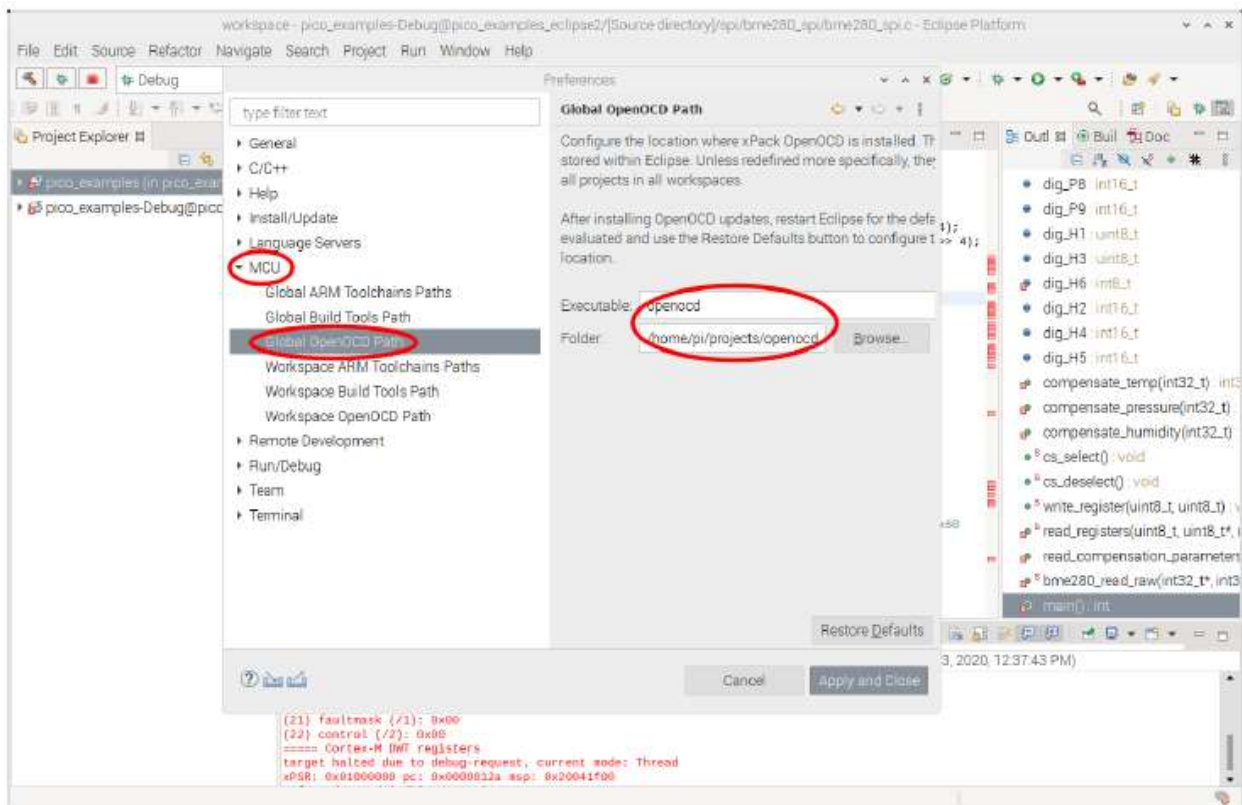 workspace - pico_examples-Debug@pico_examples_eclipse2/[Source directory]/spi/bme280_spi/bme280_spi.c - Eclipse Platform
File Edit Source Refactor Navigate Search Project Run Window Help
Debug
Project Explorer
pico_examples (in pico_exar
pico_examples-Debug@picc
Preferences
type filter text
General
C/C++
Help
Install/Update
Language Servers
MCU
Global ARM Toolchains Paths
Global Build Tools Path
Global OpenOCD Path
Workspace ARM Toolchains Paths
Workspace Build Tools Path
Workspace OpenOCD Path
Remote Development
Run/Debug
Team
Terminal
Global OpenOCD Path
Configure the location where xPack OpenOCD is installed. Th
stored within Eclipse. Unless redefined more specifically, they
all projects in all workspaces.
After installing OpenOCD updates, restart Eclipse for the defa
evaluated and use the Restore Defaults button to configure t
location.
Executable: openocd
Folder: /home/pi/projects/openocd
Browse...
Restore Defaults
Cancel
Apply and Close
4);
>> 4);
Outl Buil Doc
dig_P8 : int16_t
dig_P9 : int16_t
dig_H1 : uint8_t
dig_H3 : uint8_t
dig_H6 : int8_t
dig_H2 : int16_t
dig_H4 : int16_t
dig_H5 : int16_t
compensate_temp(int32_t) : int3
compensate_pressure(int32_t) :
compensate_humidity(int32_t) :
cs_select() : void
cs_deselect() : void
write_register(uint8_t, uint8_t) : v
read_registers(uint8_t, uint8_t*,
read_compensation_parameters
bme280_read_raw(int32_t*, int3
main() : int
3, 2020, 12:37:43 PM)
(21) faultmask (/1): 0x00
(22) control (/2): 0x00
===== Cortex-M DWT registers
target halted due to debug-request, current mode: Thread
xPSR: 0x01000000 pc: 0x0000012a msp: 0x20041f00